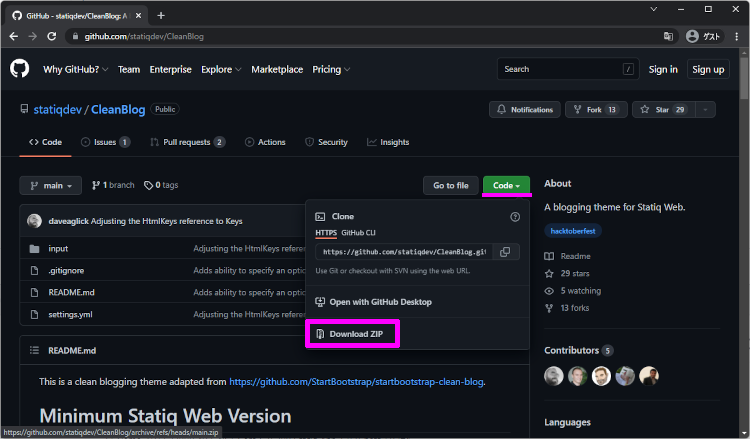 GitHub - statiqdev/CleanBlog: A
github.com/statiqdev/CleanBlog
ゲスト
Why GitHub?
Team
Enterprise
Explore
Marketplace
Pricing
Search
/
Sign in
Sign up
statiqdev / CleanBlog
Public
Notifications
Fork 13
Star 29
Code
Issues 1
Pull requests 2
Actions
Security
Insights
main
1 branch
0 tags
Go to file
Code
daveaglick Adjusting the HtmlKeys reference to Keys
input Adjusting the HtmlKeys refere
.gitignore Adds ability to specify an optio
README.md Adds ability to specify an optio
settings.yml Adjusting the HtmlKeys refere
Clone
HTTPS GitHub CLI
https://github.com/statiqdev/CleanBlog.git
Use Git or checkout with SVN using the web URL.
Open with GitHub Desktop
Download ZIP
README.md
This is a clean blogging theme adapted from https://github.com/StartBootstrap/startbootstrap-clean-blog.
Minimum Statiq Web Version
About
A blogging theme for Statiq Web.
hacktoberfest
Readme
29 stars
5 watching
13 forks
Contributors 5
Languages
https://github.com/statiqdev/CleanBlog/archive/refs/heads/main.zip